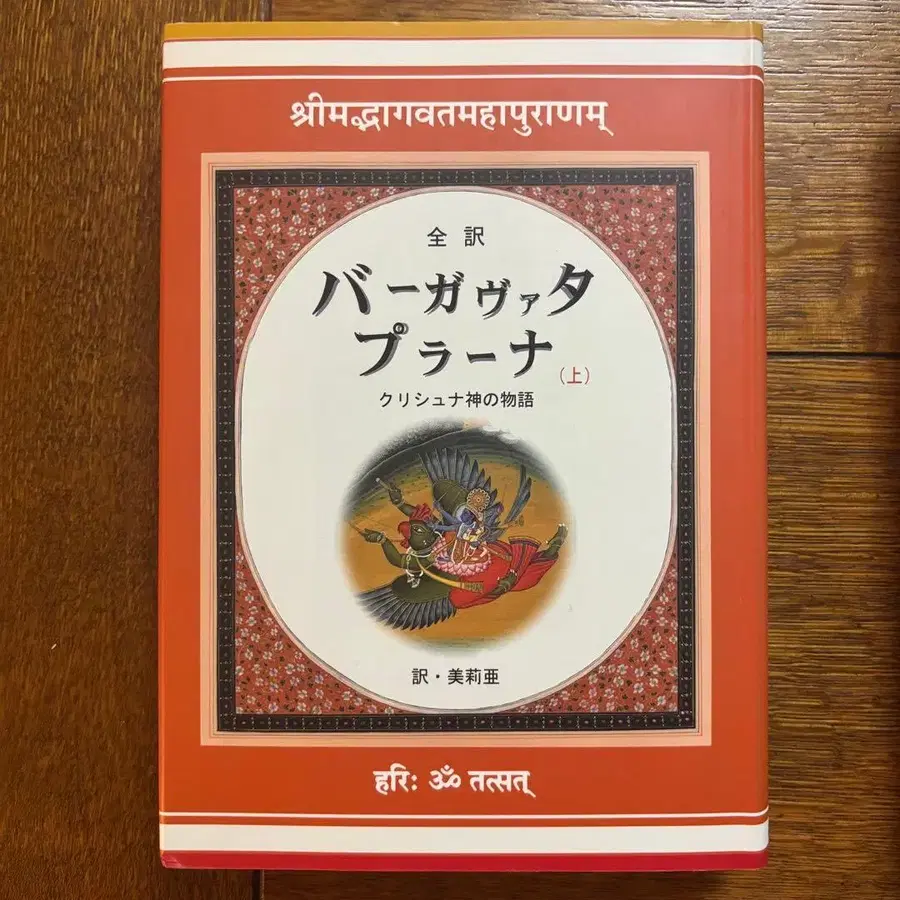 श्रीमद्भागवतमहापुराणम्
全訳
バーガヴァタ
プラーナ
(上)
クリシュナ神の物語
訳・美莉亜
हरिः ॐ तत्सत्